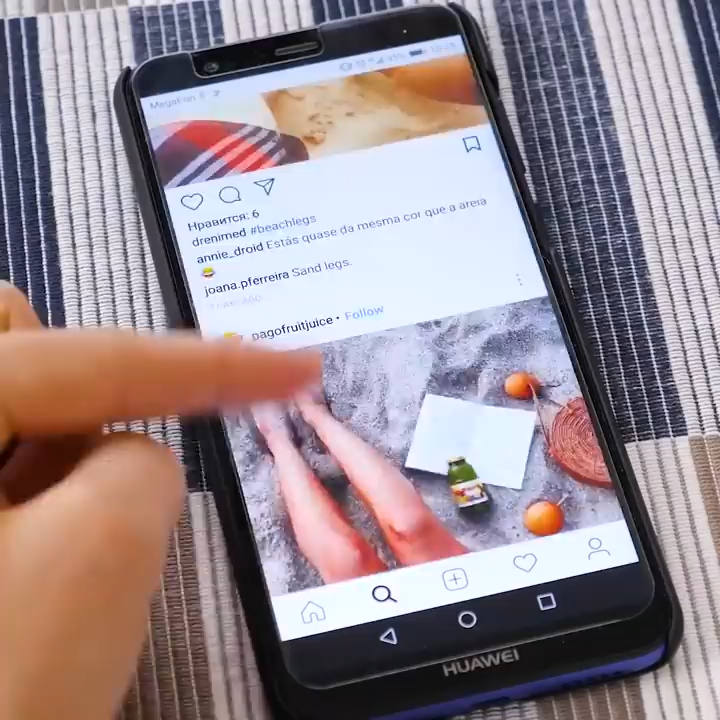 MegaFon
Нравится: 6
drenimed #beachlegs
annie_droid Estás quase da mesma cor que a areia
joana.pferreira Sand legs.
pagofruitjuice • Follow
HUAWEI